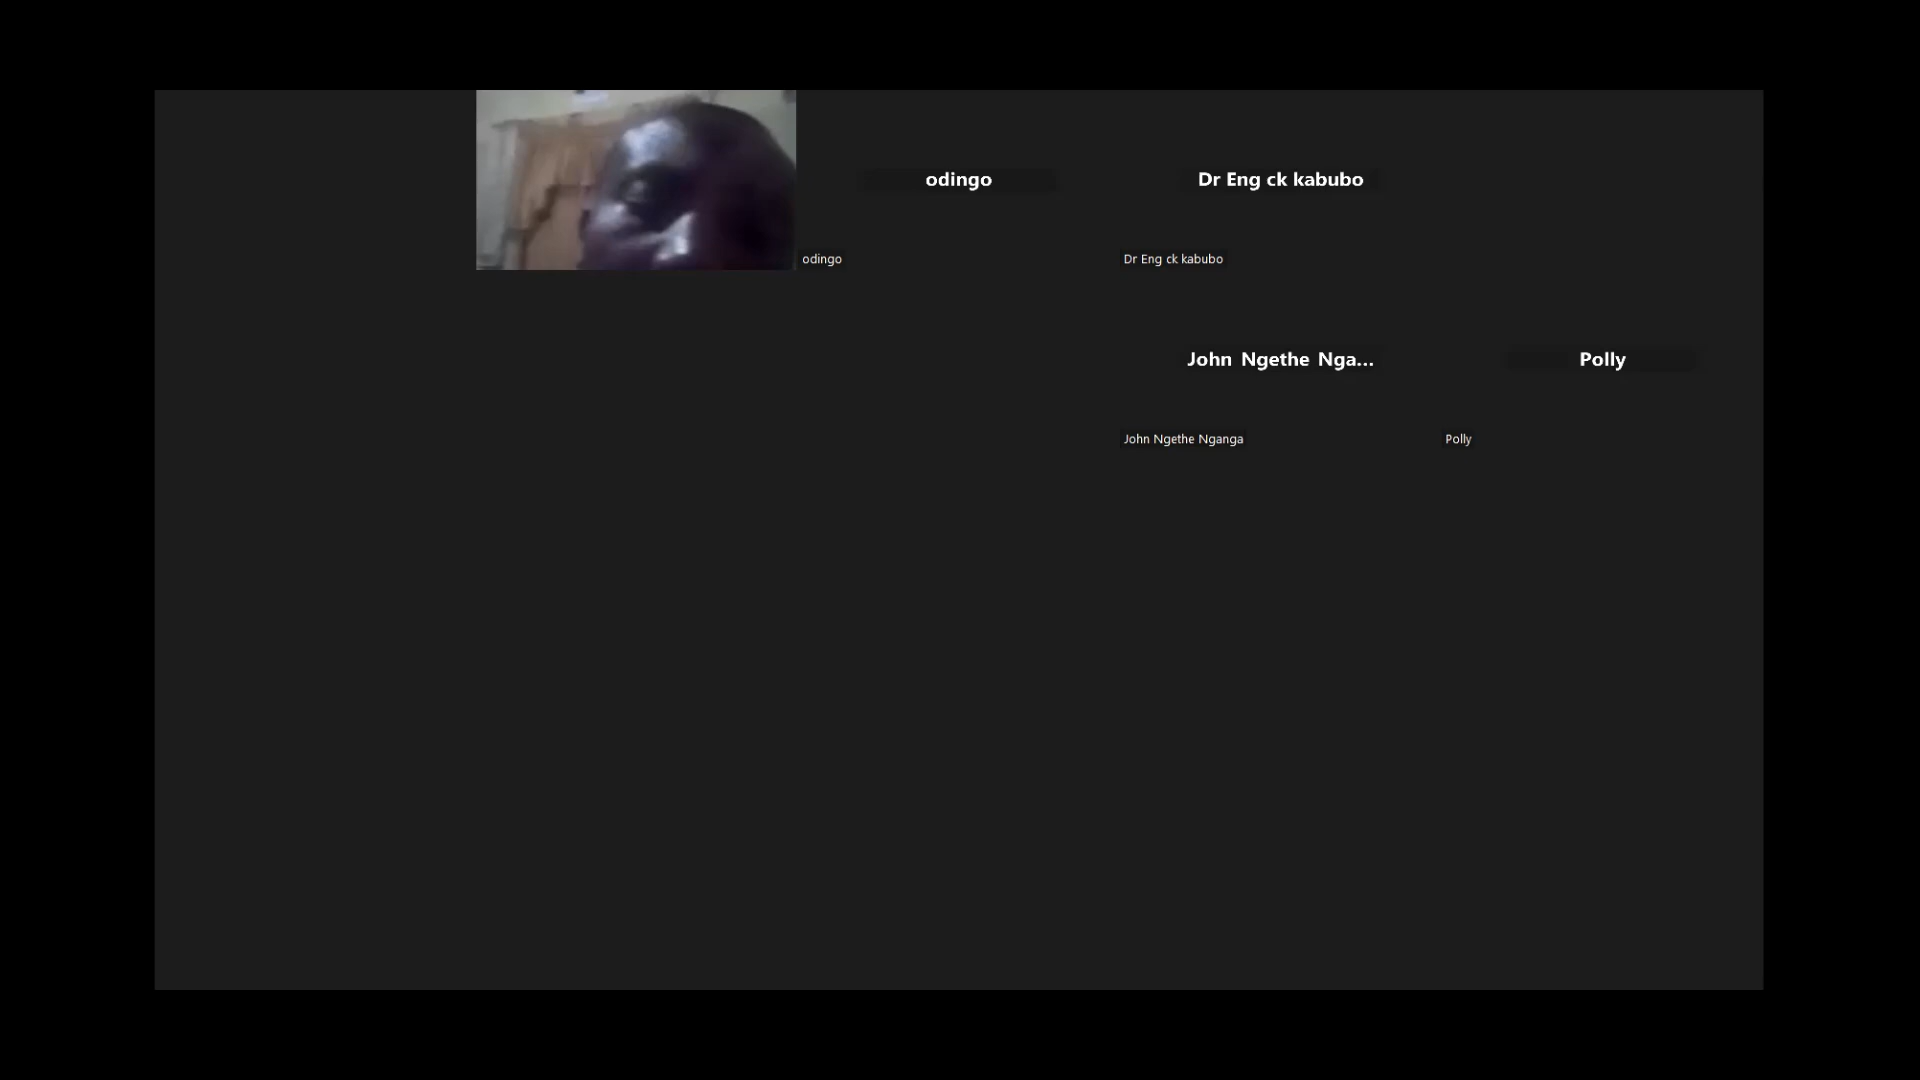 odingo
Dr Eng ck kabubo
odingo
Dr Eng ck kabubo
John Ngethe Nga...
Polly
John Ngethe Nganga
Polly